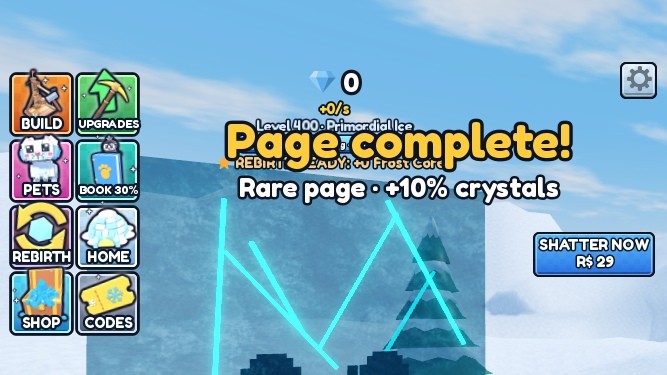 0
+0/s
Level 400 · Primordial Ice
Page complete!
REBIRTH READY: +0 Frost Core
Rare page · +10% crystals
BUILD
UPGRADES
PETS
BOOK 30%
REBIRTH
HOME
SHOP
CODES
SHATTER NOW
R$ 29